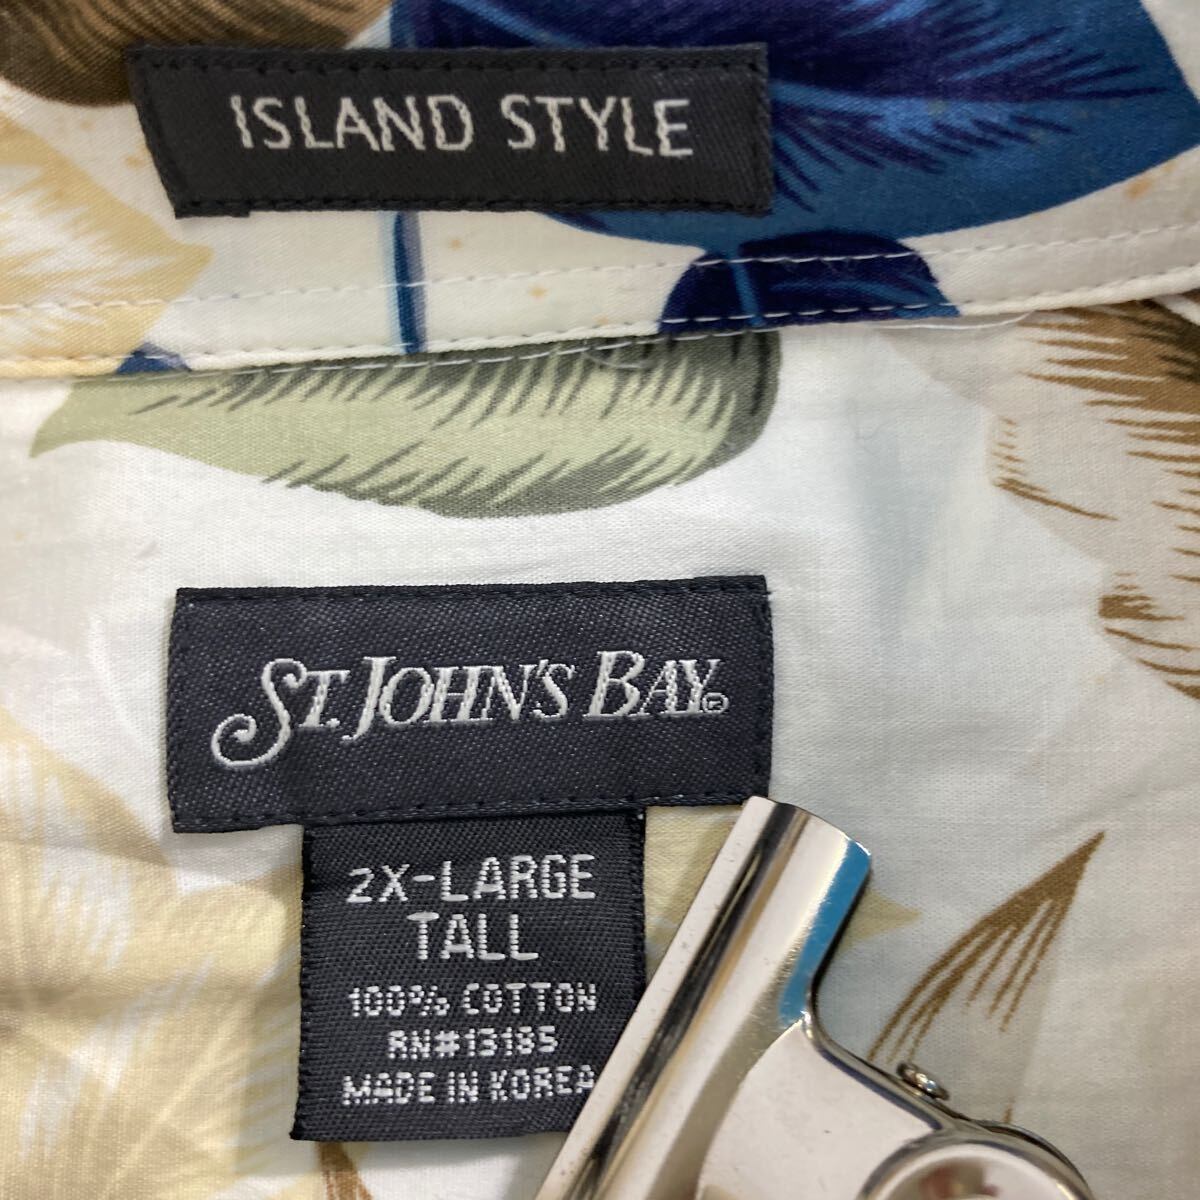 ISLAND STYLE
ST. JOHN'S BAY®
2X-LARGE
TALL
100% COTTON
RN#13185
MADE IN KOREA